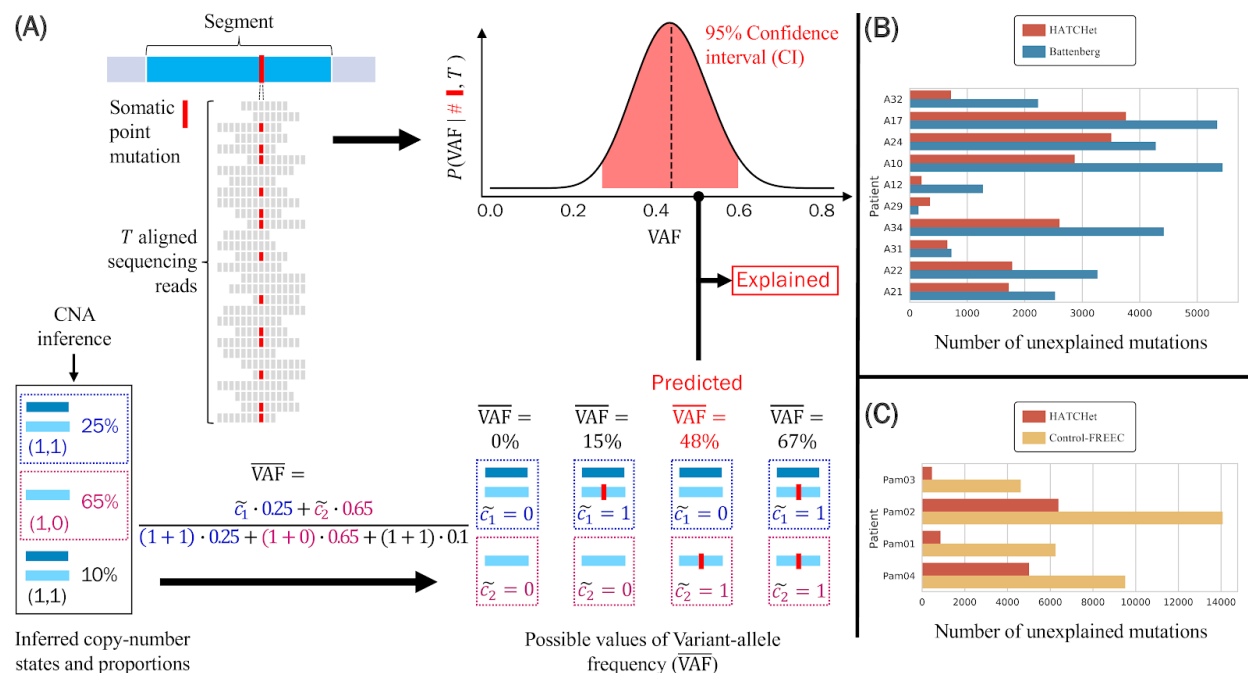 (A)
Segment
Somatic
point
mutation
T aligned
sequencing
reads
95% Confidence
interval (CI)
P(VAF | # , T)
0.0 0.2 0.4 0.6 0.8
VAF
Explained
CNA
inference
25%
(1,1)
65%
(1,0)
10%
(1,1)
Inferred copy-number
states and proportions
V̅A̅F̅ =
c̃₁ · 0.25 + c̃₂ · 0.65
(1 + 1) · 0.25 + (1 + 0) · 0.65 + (1 + 1) · 0.1
Predicted
V̅A̅F̅ = V̅A̅F̅ = V̅A̅F̅ = V̅A̅F̅ =
0% 15% 48% 67%
c̃₁ = 0 c̃₁ = 1 c̃₁ = 0 c̃₁ = 1
c̃₂ = 0 c̃₂ = 0 c̃₂ = 1 c̃₂ = 1
Possible values of Variant-allele
frequency (V̅A̅F̅)
(B)
HATCHet
Battenberg
Patient
A32
A17
A24
A10
A12
A29
A34
A31
A22
A21
0 1000 2000 3000 4000 5000
Number of unexplained mutations
(C)
HATCHet
Control-FREEC
Patient
Pam03
Pam02
Pam01
Pam04
0 2000 4000 6000 8000 10000 12000 14000
Number of unexplained mutations